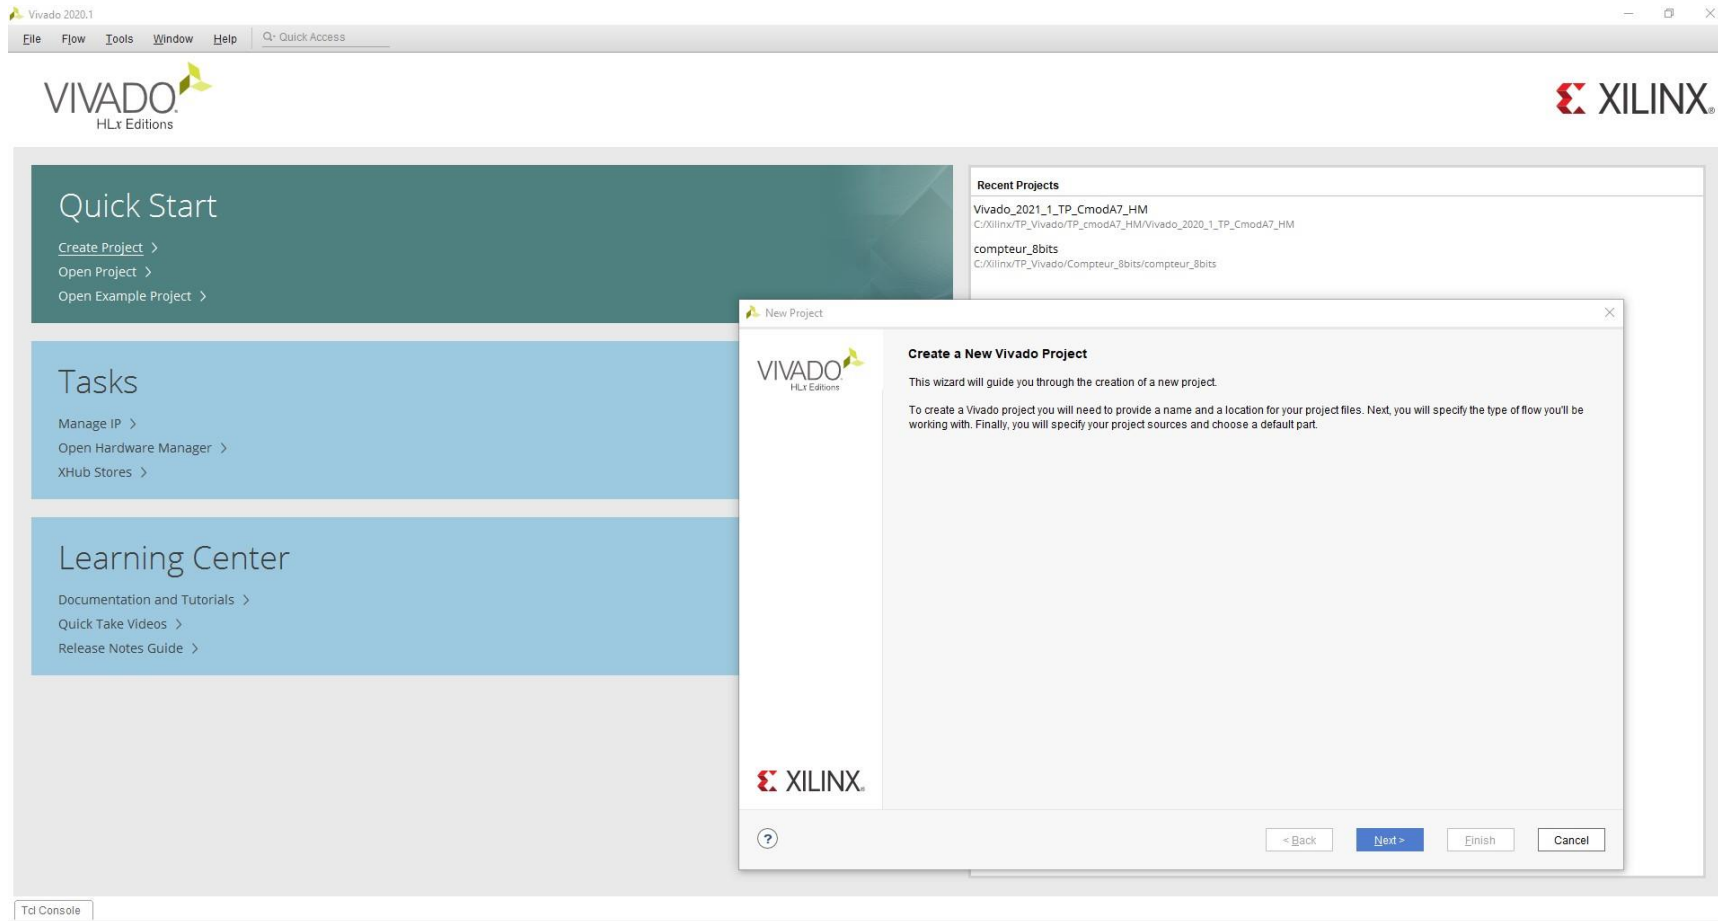 Vivado 2020.1
File Flow Tools Window Help Quick Access
VIVADO.
HLx Editions
XILINX®
Quick Start
Create Project >
Open Project >
Open Example Project >
Tasks
Manage IP >
Open Hardware Manager >
XHub Stores >
Learning Center
Documentation and Tutorials >
Quick Take Videos >
Release Notes Guide >
Recent Projects
Vivado_2021_1_TP_CmodA7_HM
C:/Xilinx/TP_Vivado/TP_cmodA7_HM/Vivado_2020_1_TP_CmodA7_HM
compteur_8bits
C:/Xilinx/TP_Vivado/Compteur_8bits/compteur_8bits
New Project
VIVADO.
HLx Editions
Create a New Vivado Project
This wizard will guide you through the creation of a new project.
To create a Vivado project you will need to provide a name and a location for your project files. Next, you will specify the type of flow you'll be
working with. Finally, you will specify your project sources and choose a default part.
XILINX®
? < Back Next > Finish Cancel
Tcl Console